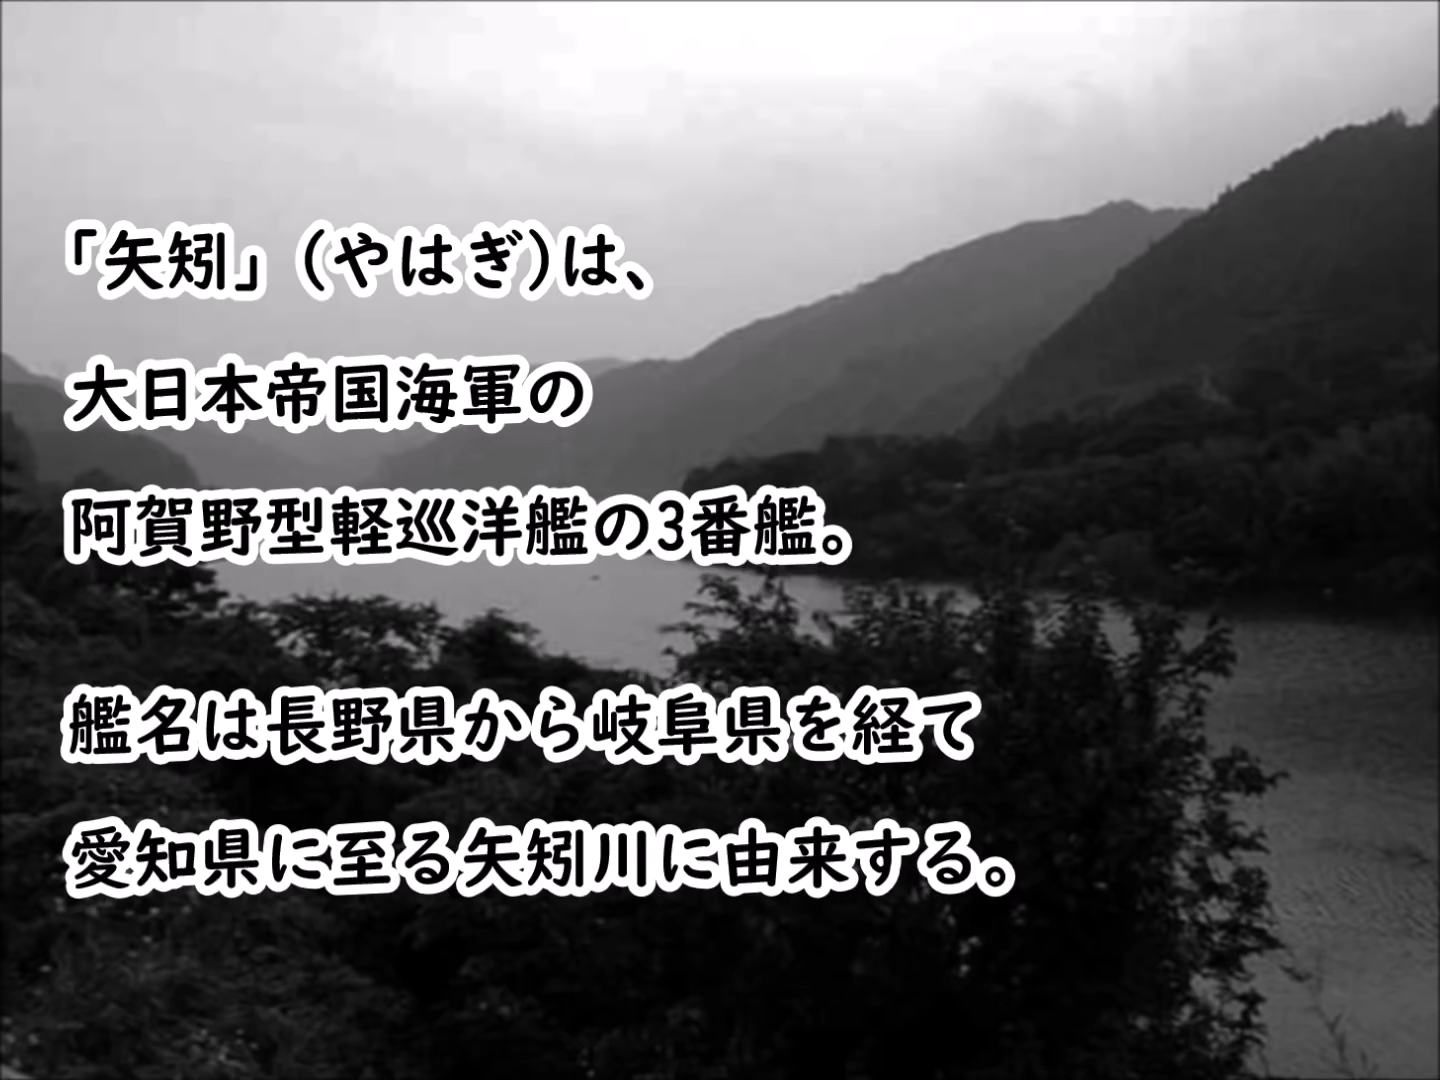 「矢矧」(やはぎ)は、
大日本帝国海軍の
阿賀野型軽巡洋艦の3番艦。
艦名は長野県から岐阜県を経て
愛知県に至る矢矧川に由来する。